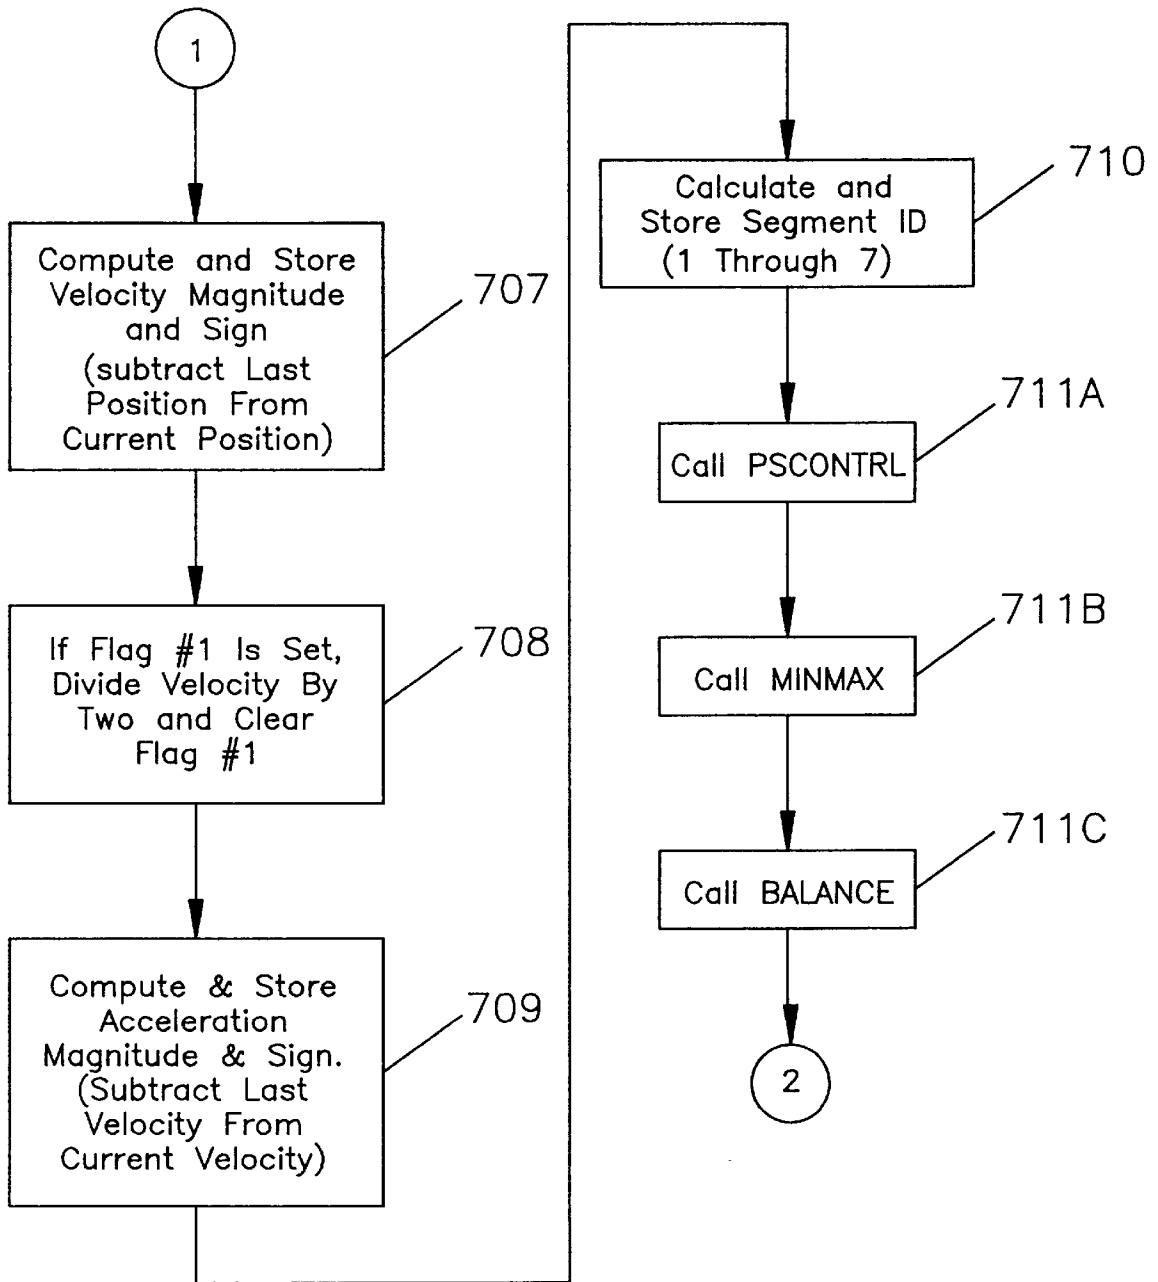 1
Compute and Store
Velocity Magnitude
and Sign
(subtract Last
Position From
Current Position)
707
If Flag #1 Is Set,
Divide Velocity By
Two and Clear
Flag #1
708
Compute & Store
Acceleration
Magnitude & Sign.
(Subtract Last
Velocity From
Current Velocity)
709
Calculate and
Store Segment ID
(1 Through 7)
710
Call PSCONTRL
711A
Call MINMAX
711B
Call BALANCE
711C
2